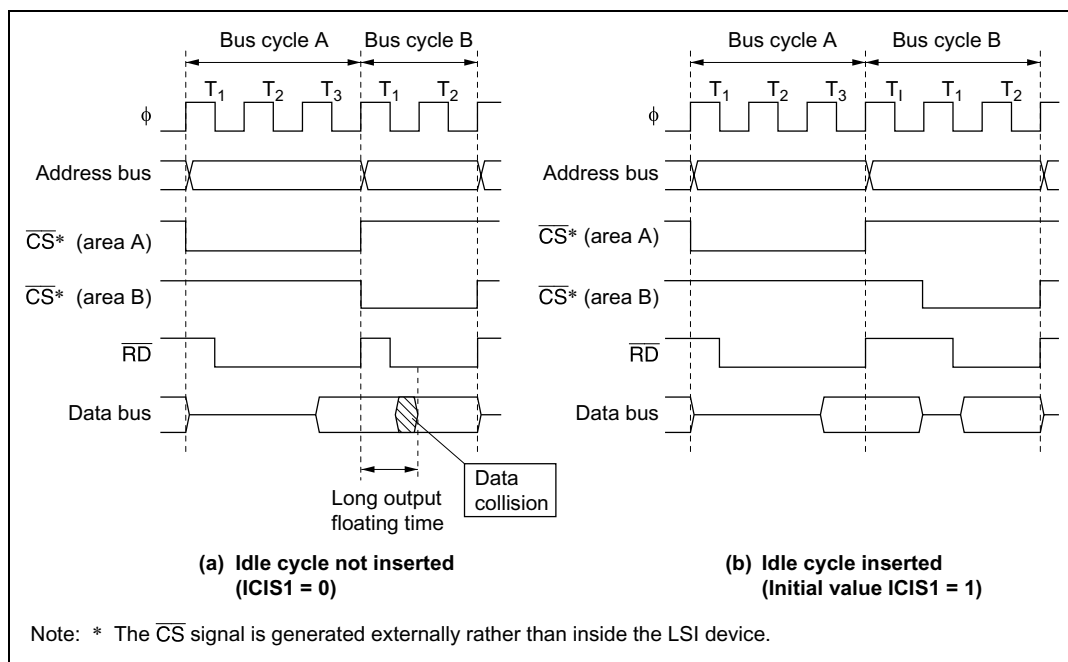 Bus cycle A Bus cycle B
T1 T2 T3 T1 T2
ϕ
Address bus
CS* (area A)
CS* (area B)
RD
Data bus
Long output
floating time
Data
collision
(a) Idle cycle not inserted
(ICIS1 = 0)
Bus cycle A Bus cycle B
T1 T2 T3 TI T1 T2
ϕ
Address bus
CS* (area A)
CS* (area B)
RD
Data bus
(b) Idle cycle inserted
(Initial value ICIS1 = 1)
Note: * The CS signal is generated externally rather than inside the LSI device.